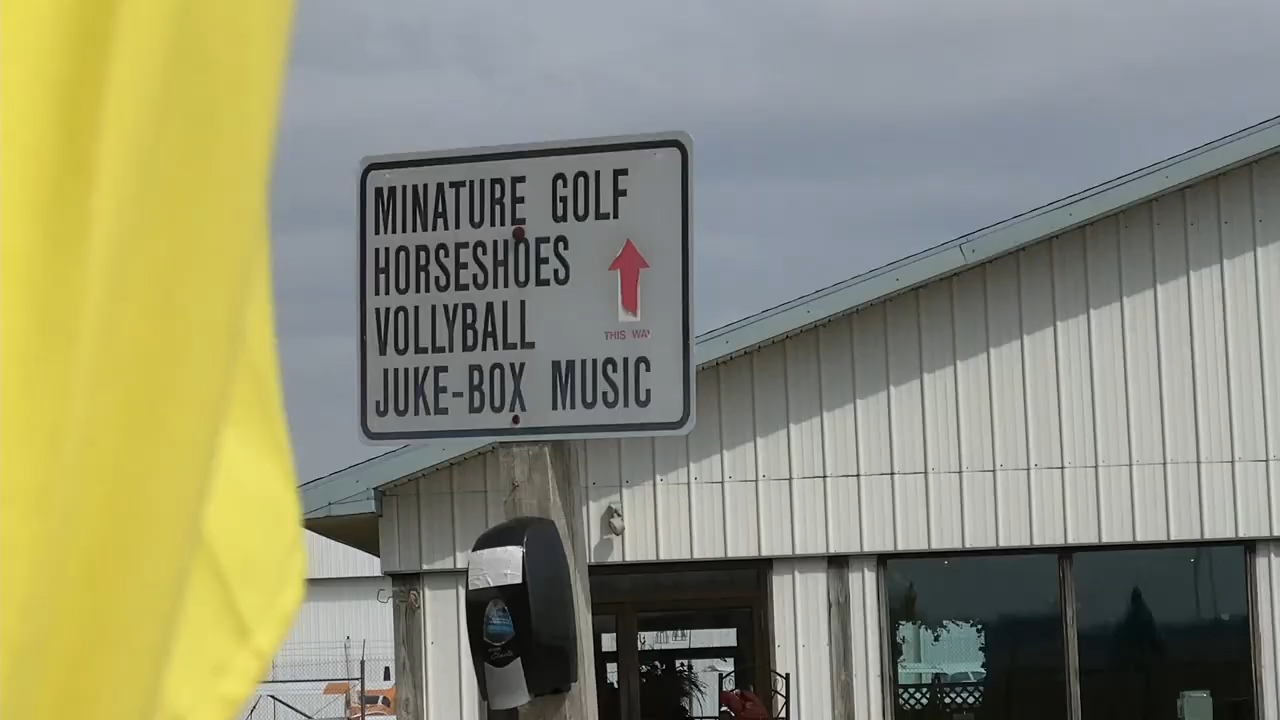 MINATURE GOLF
HORSESHOES
VOLLYBALL
THIS WAY
JUKE-BOX MUSIC